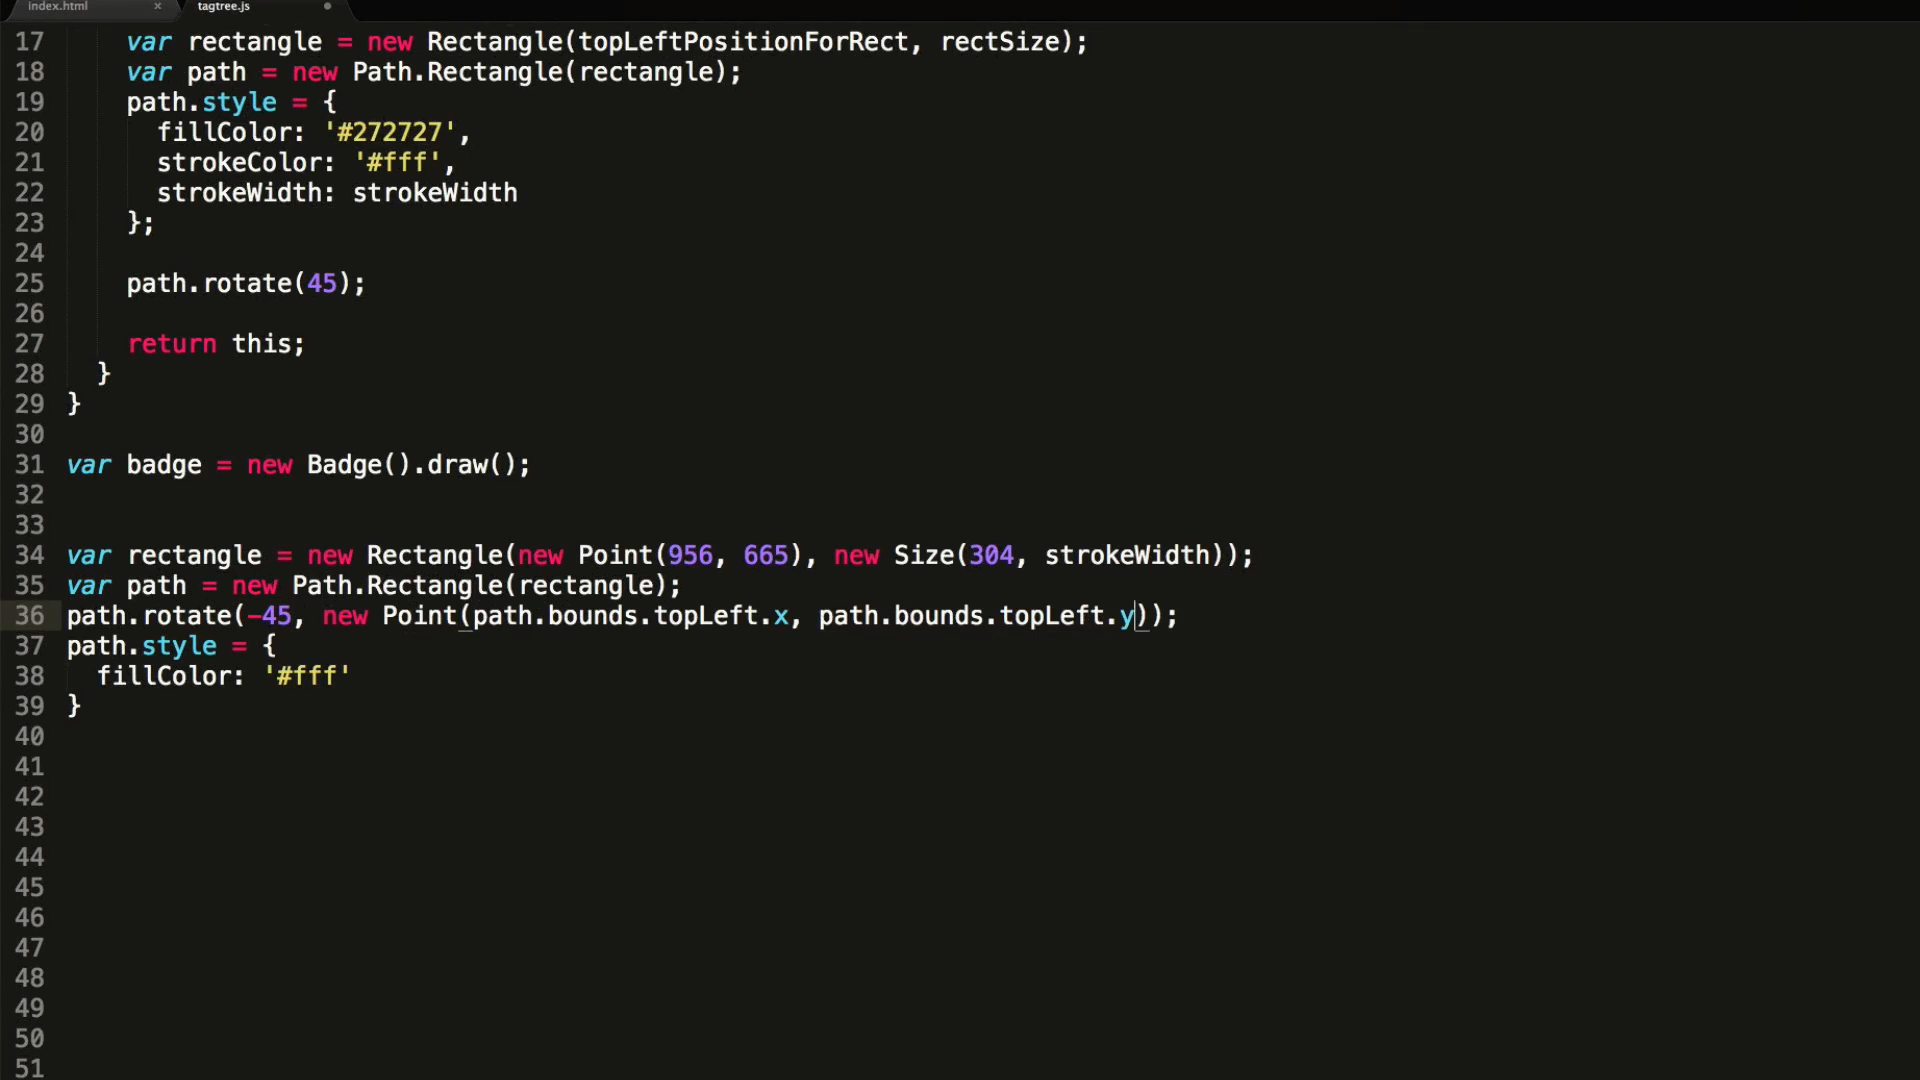 index.html × tagtree.js
17 var rectangle = new Rectangle(topLeftPositionForRect, rectSize);
18 var path = new Path.Rectangle(rectangle);
19 path.style = {
20 fillColor: '#272727',
21 strokeColor: '#fff',
22 strokeWidth: strokeWidth
23 };
24
25 path.rotate(45);
26
27 return this;
28 }
29 }
30
31 var badge = new Badge().draw();
32
33
34 var rectangle = new Rectangle(new Point(956, 665), new Size(304, strokeWidth));
35 var path = new Path.Rectangle(rectangle);
36 path.rotate(-45, new Point(path.bounds.topLeft.x, path.bounds.topLeft.y));
37 path.style = {
38 fillColor: '#fff'
39 }
40
41
42
43
44
45
46
47
48
49
50
51